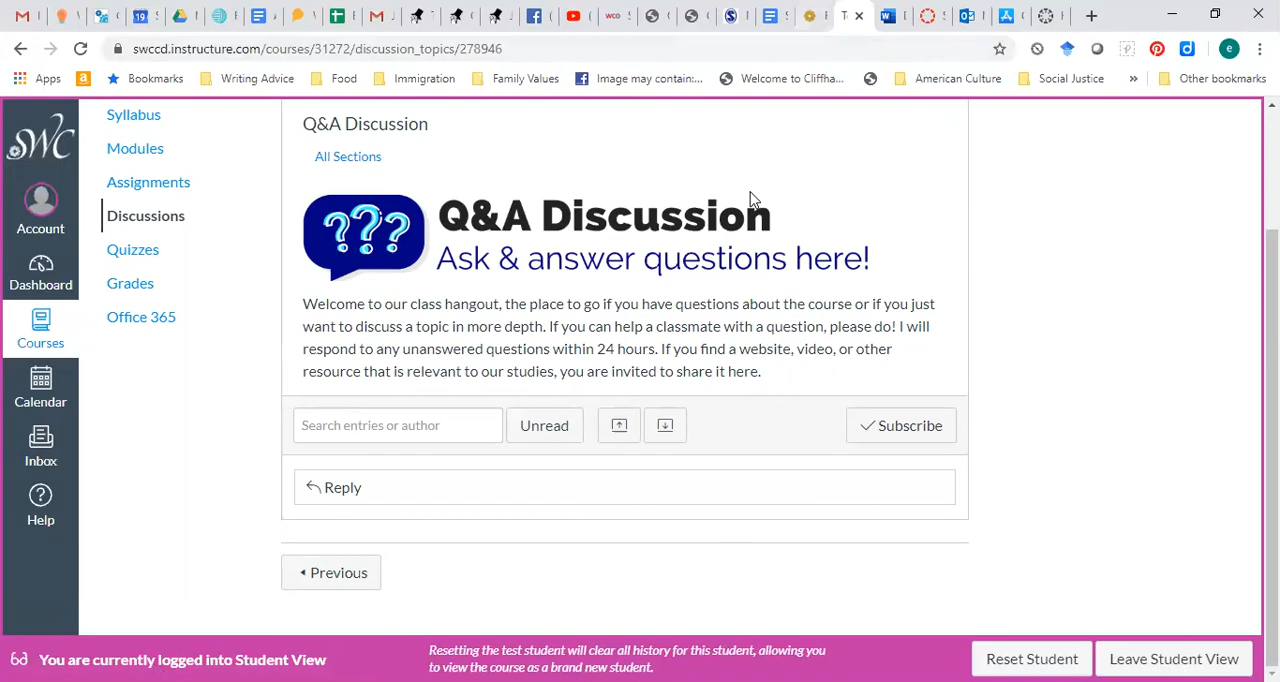 swccd.instructure.com/courses/31272/discussion_topics/278946
Apps Bookmarks Writing Advice Food Immigration Family Values Image may contain:... Welcome to Cliffha... American Culture Social Justice » Other bookmarks
SWC
Account
Dashboard
Courses
Calendar
Inbox
Help
Syllabus
Modules
Assignments
Discussions
Quizzes
Grades
Office 365
Q&A Discussion
All Sections
???
Q&A Discussion
Ask & answer questions here!
Welcome to our class hangout, the place to go if you have questions about the course or if you just
want to discuss a topic in more depth. If you can help a classmate with a question, please do! I will
respond to any unanswered questions within 24 hours. If you find a website, video, or other
resource that is relevant to our studies, you are invited to share it here.
Search entries or author Unread Subscribe
Reply
Previous
You are currently logged into Student View
Resetting the test student will clear all history for this student, allowing you
to view the course as a brand new student.
Reset Student Leave Student View